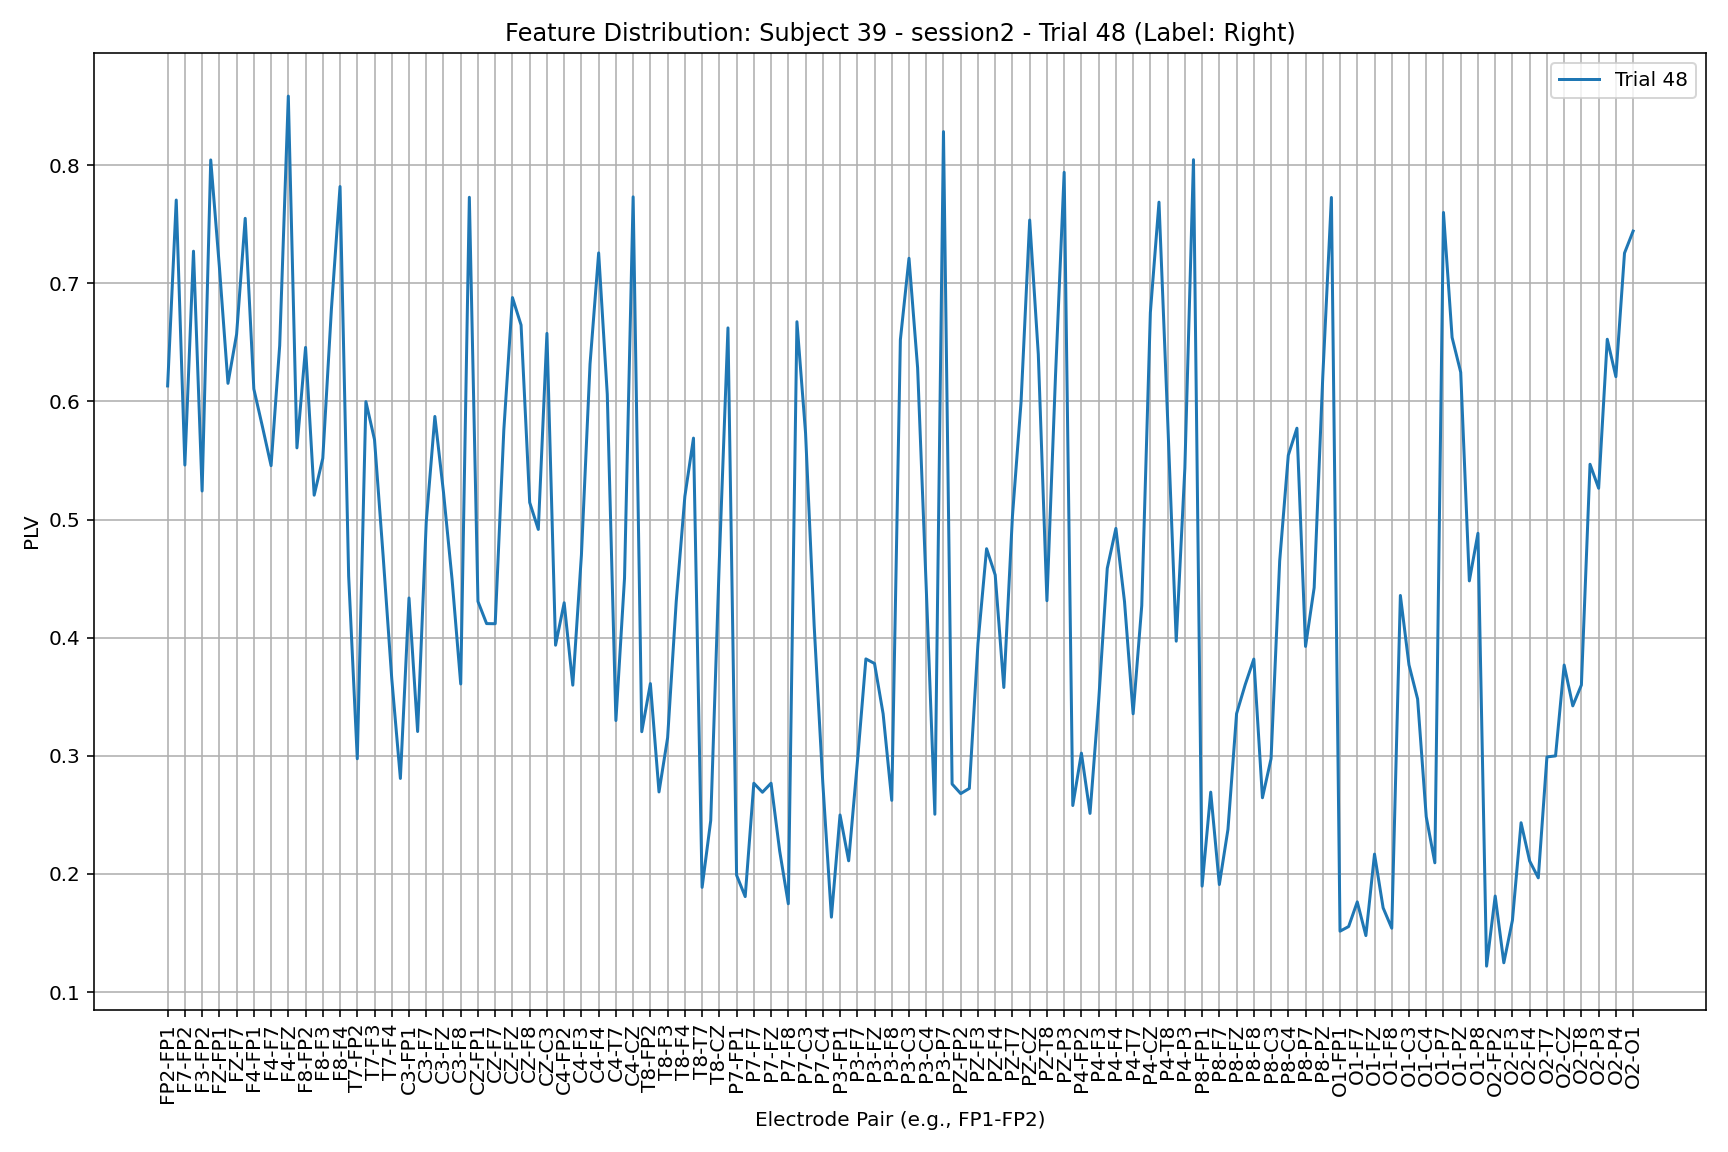 Feature Distribution: Subject 39 - session2 - Trial 48 (Label: Right)
Trial 48
PLV
0.8
0.7
0.6
0.5
0.4
0.3
0.2
0.1
FP2-FP1
F7-FP2
F3-FP2
FZ-FP1
FZ-F7
F4-FP1
F4-F7
F4-FZ
F8-FP2
F8-F3
F8-F4
T7-FP2
T7-F3
T7-F4
C3-FP1
C3-F7
C3-FZ
C3-F8
CZ-FP1
CZ-F7
CZ-FZ
CZ-F8
CZ-C3
C4-FP2
C4-F3
C4-F4
C4-T7
C4-CZ
T8-FP2
T8-F3
T8-F4
T8-T7
T8-CZ
P7-FP1
P7-F7
P7-FZ
P7-F8
P7-C3
P7-C4
P3-FP1
P3-F7
P3-FZ
P3-F8
P3-C3
P3-C4
P3-P7
PZ-FP2
PZ-F3
PZ-F4
PZ-T7
PZ-CZ
PZ-T8
PZ-P3
P4-FP2
P4-F3
P4-F4
P4-T7
P4-CZ
P4-T8
P4-P3
P8-FP1
P8-F7
P8-FZ
P8-F8
P8-C3
P8-C4
P8-P7
P8-PZ
O1-FP1
O1-F7
O1-FZ
O1-F8
O1-C3
O1-C4
O1-P7
O1-PZ
O1-P8
O2-FP2
O2-F3
O2-F4
O2-T7
O2-CZ
O2-T8
O2-P3
O2-P4
O2-O1
Electrode Pair (e.g., FP1-FP2)